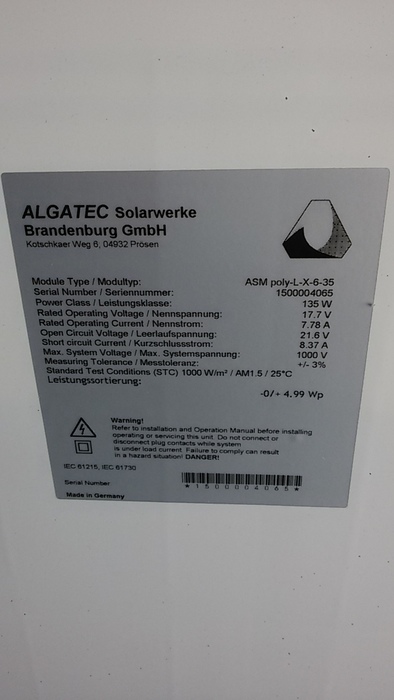 ALGATEC Solarwerke
Brandenburg GmbH
Kotschkaer Weg 6, 04932 Prösen
Module Type / Modultyp: ASM poly-L-X-6-35
Serial Number / Seriennummer: 1500004065
Power Class / Leistungsklasse: 135 W
Rated Operating Voltage / Nennspannung: 17.7 V
Rated Operating Current / Nennstrom: 7.78 A
Open Circuit Voltage / Leerlaufspannung: 21.6 V
Short circuit Current / Kurzschlussstrom: 8.37 A
Max. System Voltage / Max. Systemspannung: 1000 V
Measuring Tolerance / Messtoleranz: +/- 3%
Standard Test Conditions (STC) 1000 W/m² / AM1.5 / 25°C
Leistungssortierung:
-0/+ 4.99 Wp
Warning!
Refer to Installation and Operation Manual before installing
operating or servicing this unit. Do not connect or
disconnect plug contacts while system
is under load current. Failure to comply can result
in a hazard situation! DANGER!
IEC 61215, IEC 61730
Serial Number
*1500004065*
Made in Germany